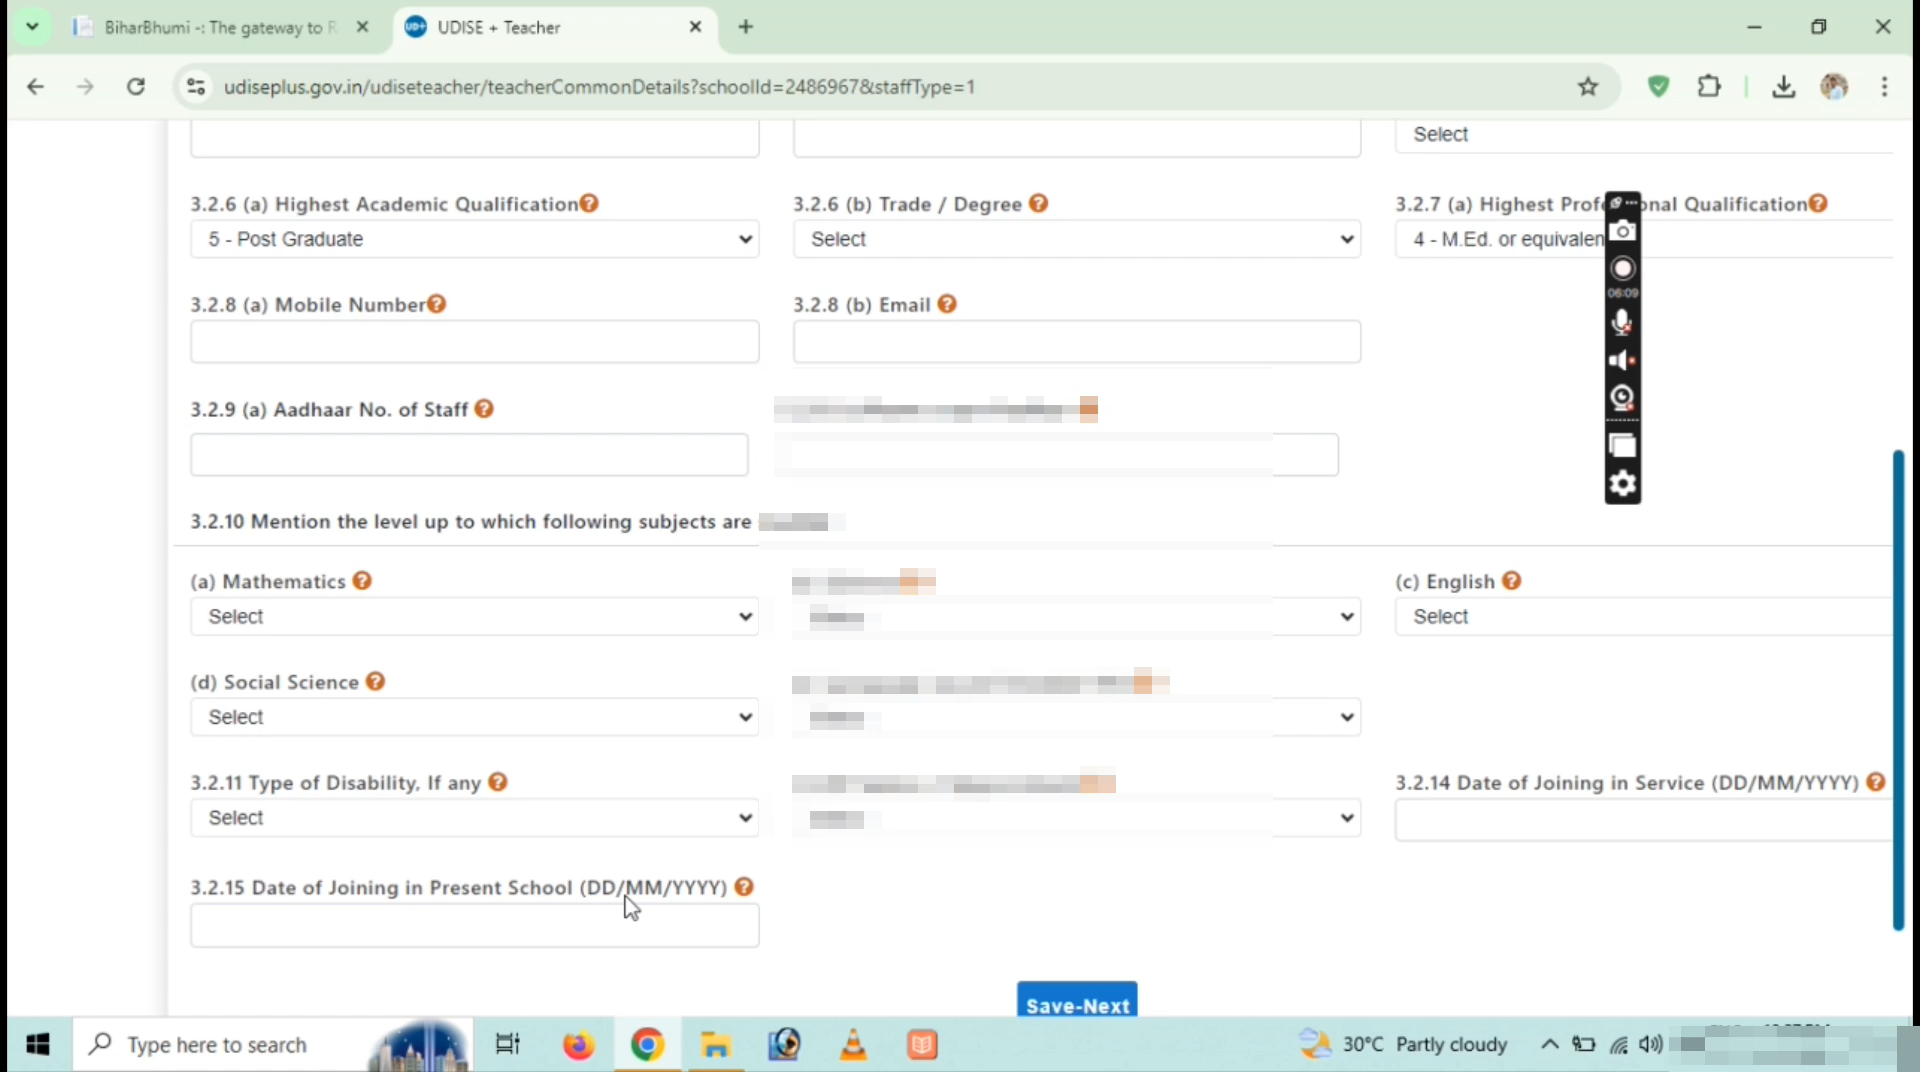 BiharBhumi -: The gateway to R
UD+ UDISE + Teacher
udiseplus.gov.in/udiseteacher/teacherCommonDetails?schoolId=2486967&staffType=1
Select
3.2.6 (a) Highest Academic Qualification
3.2.6 (b) Trade / Degree
3.2.7 (a) Highest Profe onal Qualification
5 - Post Graduate
Select
4 - M.Ed. or equivalen
06:09
3.2.8 (a) Mobile Number
3.2.8 (b) Email
3.2.9 (a) Aadhaar No. of Staff
3.2.10 Mention the level up to which following subjects are
(a) Mathematics
(c) English
Select
Select
(d) Social Science
Select
3.2.11 Type of Disability, If any
3.2.14 Date of Joining in Service (DD/MM/YYYY)
Select
3.2.15 Date of Joining in Present School (DD/MM/YYYY)
Save-Next
Type here to search
30°C Partly cloudy